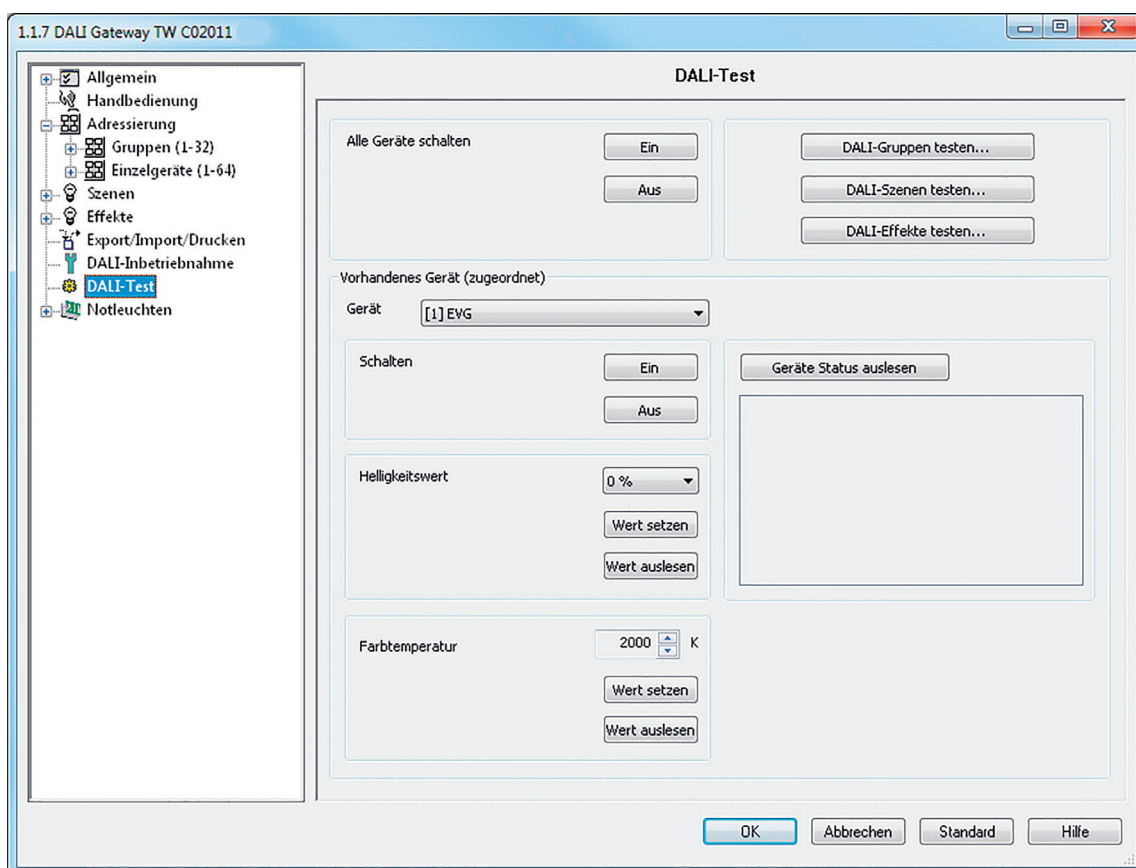 1.1.7 DALI Gateway TW C02011
Allgemein
Handbedienung
Adressierung
Gruppen (1-32)
Einzelgeräte (1-64)
Szenen
Effekte
Export/Import/Drucken
DALI-Inbetriebnahme
DALI-Test
Notleuchten
DALI-Test
Alle Geräte schalten
Ein
Aus
DALI-Gruppen testen...
DALI-Szenen testen...
DALI-Effekte testen...
Vorhandenes Gerät (zugeordnet)
Gerät [1] EVG
Schalten
Ein
Aus
Geräte Status auslesen
Helligkeitswert
0 %
Wert setzen
Wert auslesen
Farbtemperatur
2000 K
Wert setzen
Wert auslesen
OK Abbrechen Standard Hilfe